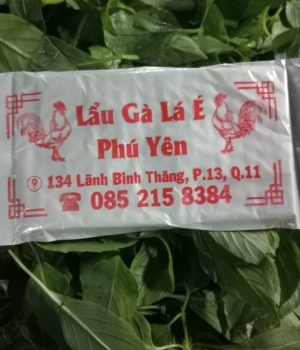 Lẩu Gà Lá É
Phú Yên
134 Lãnh Binh Thăng, P.13, Q.11
085 215 8384